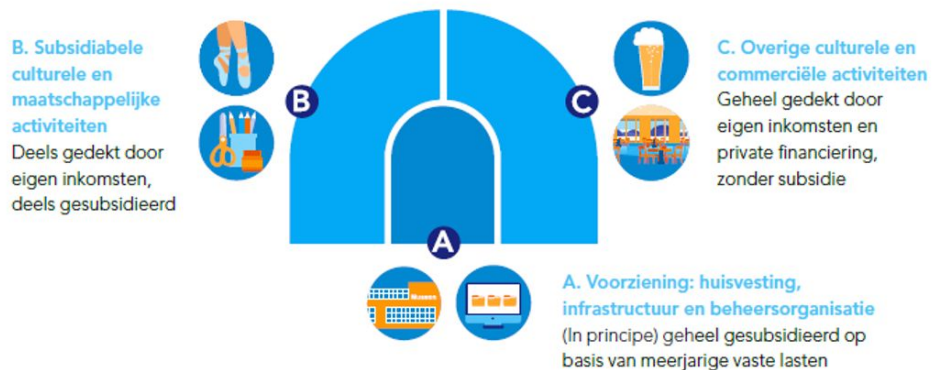 B. Subsidiabele
culturele en
maatschappelijke
activiteiten
Deels gedekt door
eigen inkomsten,
deels gesubsidieerd
B
C
C. Overige culturele en
commerciële activiteiten
Geheel gedekt door
eigen inkomsten en
private financiering,
zonder subsidie
A
Museum
A. Voorziening: huisvesting,
infrastructuur en beheersorganisatie
(In principe) geheel gesubsidieerd op
basis van meerjarige vaste lasten